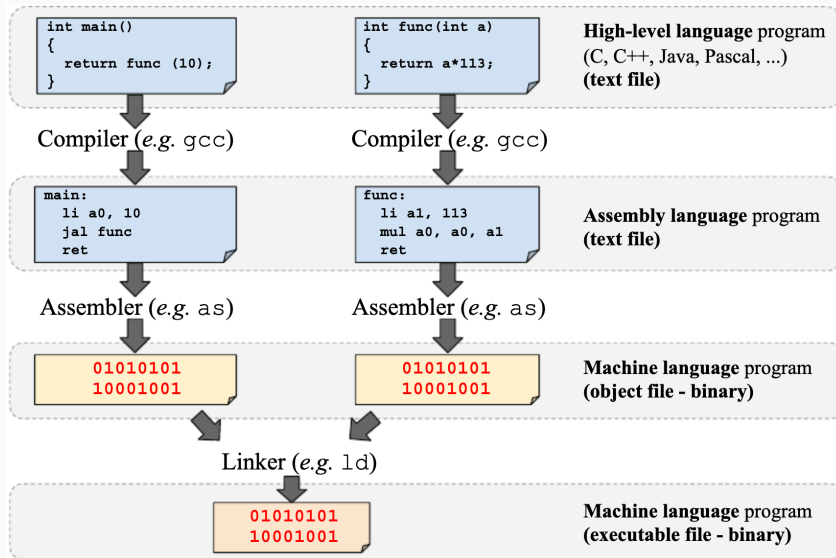 int main()
{
  return func (10);
}
int func(int a)
{
  return a*113;
}
High-level language program
(C, C++, Java, Pascal, ...)
(text file)
Compiler (e.g. gcc)
Compiler (e.g. gcc)
main:
  li a0, 10
  jal func
  ret
func:
  li a1, 113
  mul a0, a0, a1
  ret
Assembly language program
(text file)
Assembler (e.g. as)
Assembler (e.g. as)
01010101
10001001
01010101
10001001
Machine language program
(object file - binary)
Linker (e.g. ld)
01010101
10001001
Machine language program
(executable file - binary)